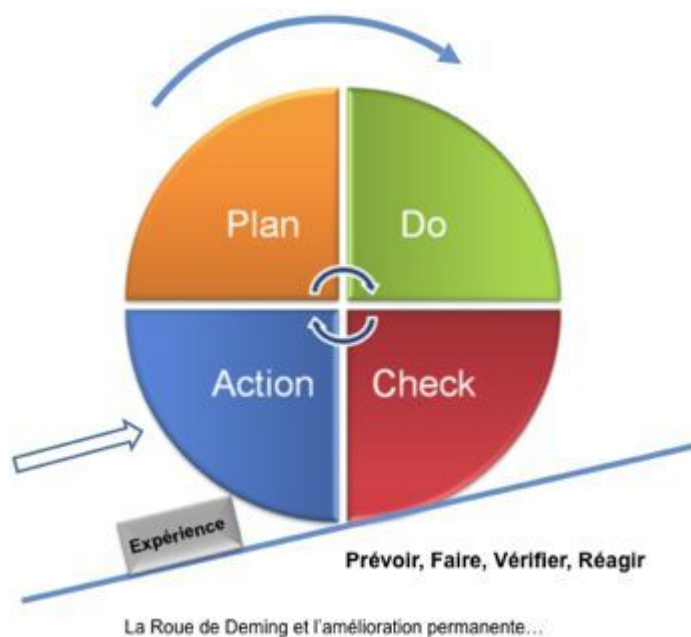 Plan
Do
Action
Check
Expérience
Prévoir, Faire, Vérifier, Réagir
La Roue de Deming et l'amélioration permanente…